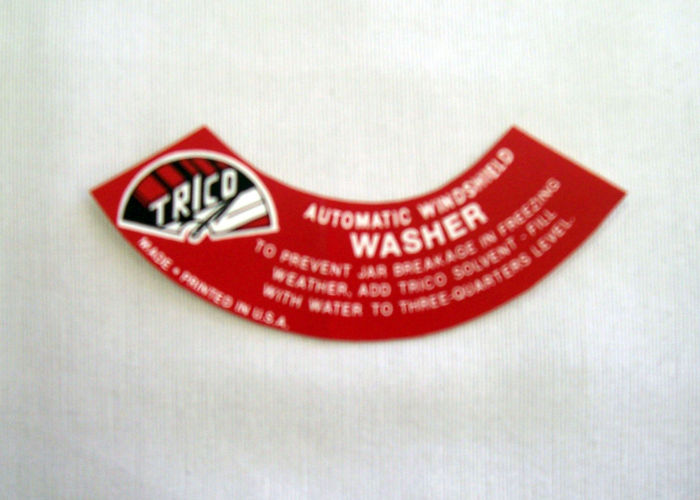 TRICO
AUTOMATIC WINDSHIELD
WASHER
TO PREVENT JAR BREAKAGE IN FREEZING
WEATHER, ADD TRICO SOLVENT - FILL
WITH WATER TO THREE-QUARTERS LEVEL.
MADE • PRINTED IN U.S.A.